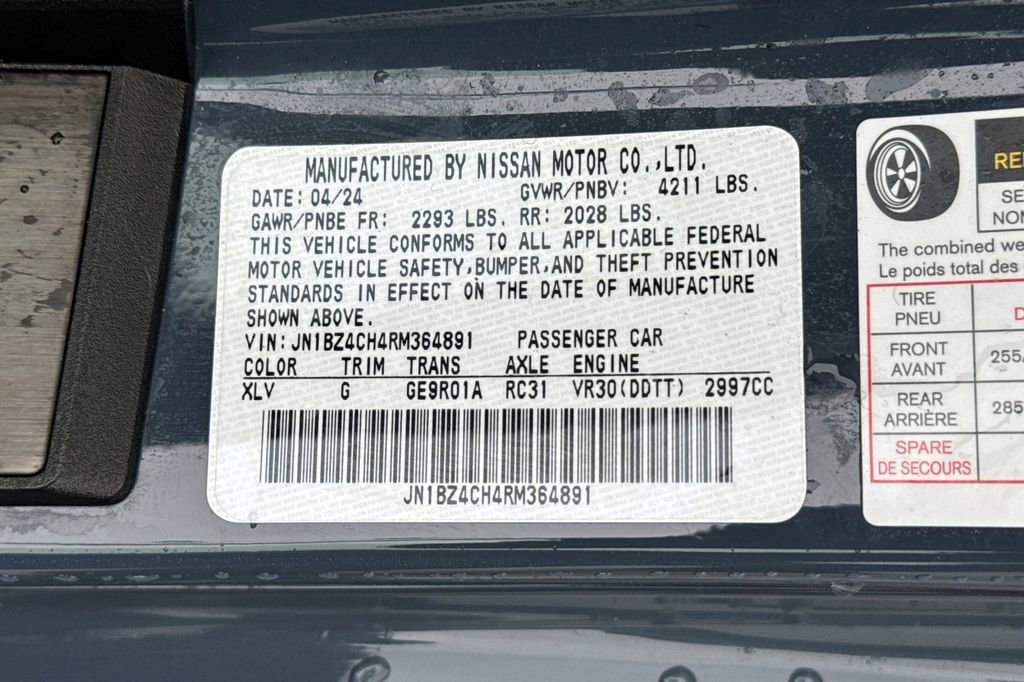 MANUFACTURED BY NISSAN MOTOR CO.,LTD.
DATE: 04/24 GVWR/PNBV: 4211 LBS.
GAWR/PNBE FR: 2293 LBS. RR: 2028 LBS.
THIS VEHICLE CONFORMS TO ALL APPLICABLE FEDERAL
MOTOR VEHICLE SAFETY,BUMPER,AND THEFT PREVENTION
STANDARDS IN EFFECT ON THE DATE OF MANUFACTURE
SHOWN ABOVE.
VIN: JN1BZ4CH4RM364891 PASSENGER CAR
COLOR TRIM TRANS AXLE ENGINE
XLV G GE9R01A RC31 VR30(DDTT) 2997CC
JN1BZ4CH4RM364891
SE
NOM
The combined we
Le poids total des
TIRE
PNEU
D
FRONT
AVANT
255/
REAR
ARRIÈRE
285
SPARE
DE SECOURS